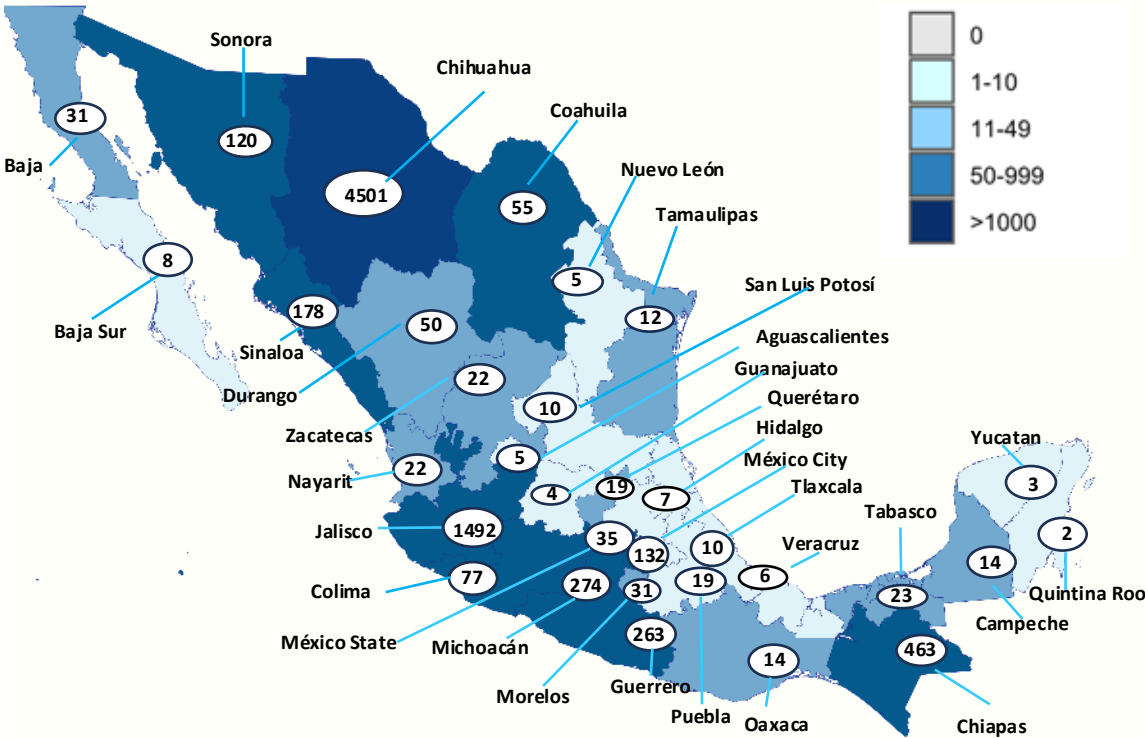 0
1-10
11-49
50-999
>1000
Sonora
Chihuahua
Coahuila
Nuevo León
Tamaulipas
San Luis Potosí
Aguascalientes
Guanajuato
Querétaro
Hidalgo
México City
Tlaxcala
Veracruz
Tabasco
Yucatan
Quintina Roo
Campeche
Chiapas
Oaxaca
Puebla
Guerrero
Morelos
Michoacán
México State
Colima
Jalisco
Nayarit
Zacatecas
Durango
Sinaloa
Baja Sur
Baja
31
120
4501
55
5
12
8
178
50
22
10
5
22
4
19
7
1492
35
132
10
6
77
274
31
19
263
14
23
463
14
3
2